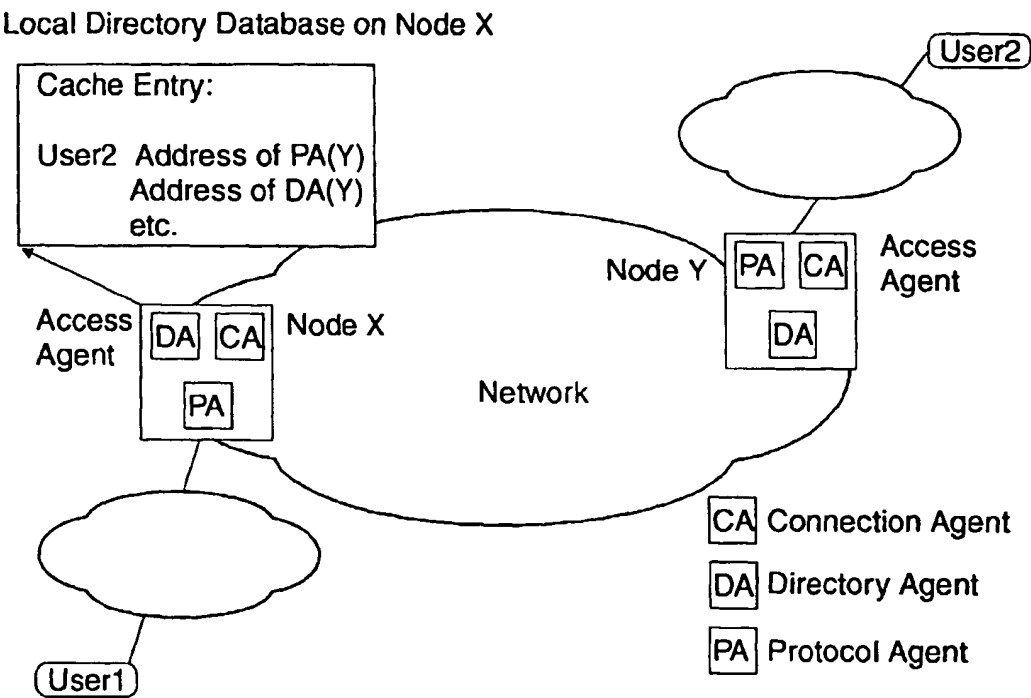 Local Directory Database on Node X
Cache Entry:
User2 Address of PA(Y)
Address of DA(Y)
etc.
User2
Access
Agent
DA
CA
PA
Node X
Node Y
PA
CA
DA
Access
Agent
Network
User1
CA Connection Agent
DA Directory Agent
PA Protocol Agent